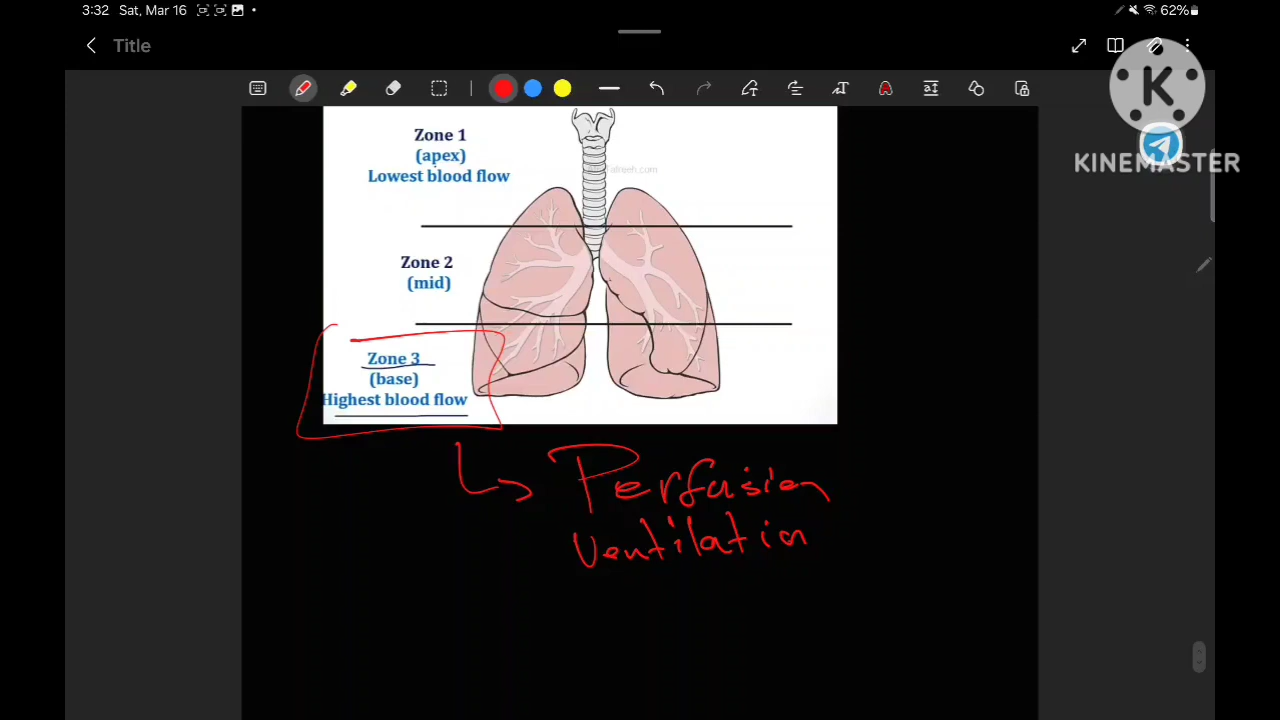 3:32 Sat, Mar 16
62%
Title
K
KINEMASTER
Zone 1
(apex)
Lowest blood flow
Zone 2
(mid)
Zone 3
(base)
Highest blood flow
Perfusion
ventilation